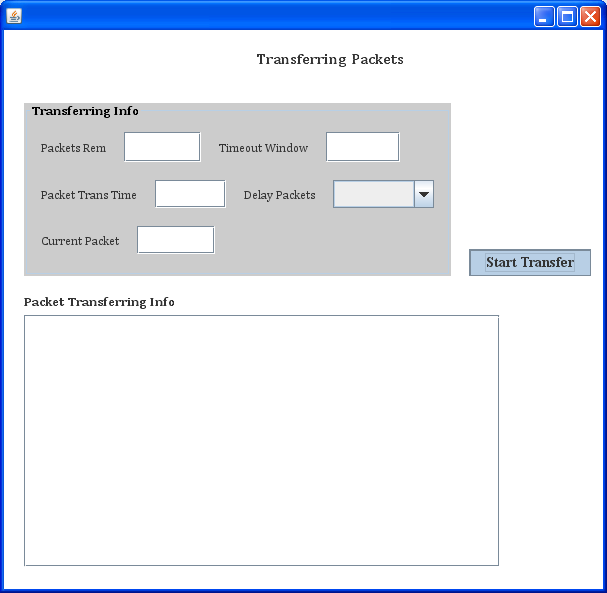 Transferring Packets
Transferring Info
Packets Rem Timeout Window
Packet Trans Time Delay Packets
Current Packet
Start Transfer
Packet Transferring Info